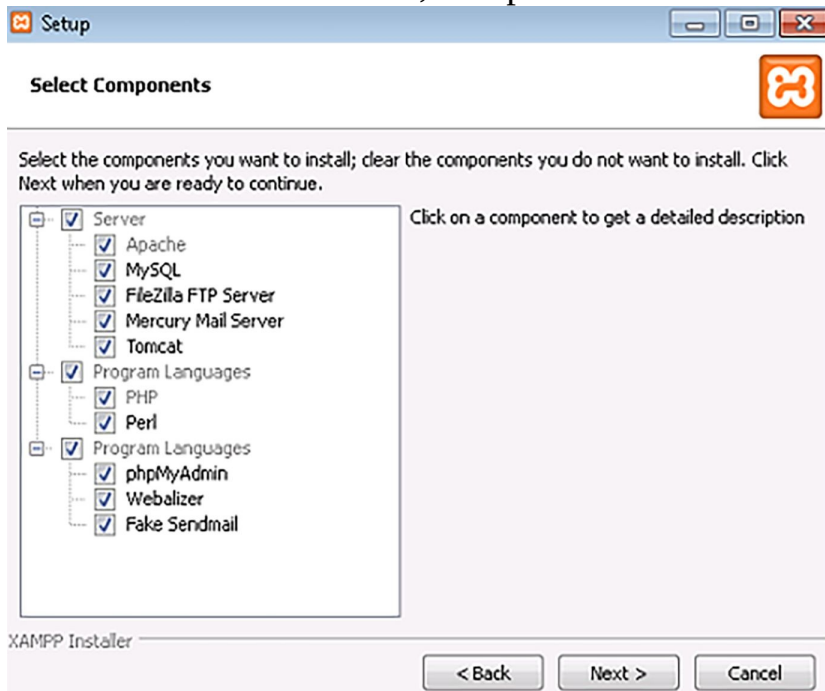 Setup
Select Components
Select the components you want to install; clear the components you do not want to install. Click
Next when you are ready to continue.
Server
Apache
MySQL
FileZilla FTP Server
Mercury Mail Server
Tomcat
Program Languages
PHP
Perl
Program Languages
phpMyAdmin
Webalizer
Fake Sendmail
Click on a component to get a detailed description
XAMPP Installer
< Back
Next >
Cancel